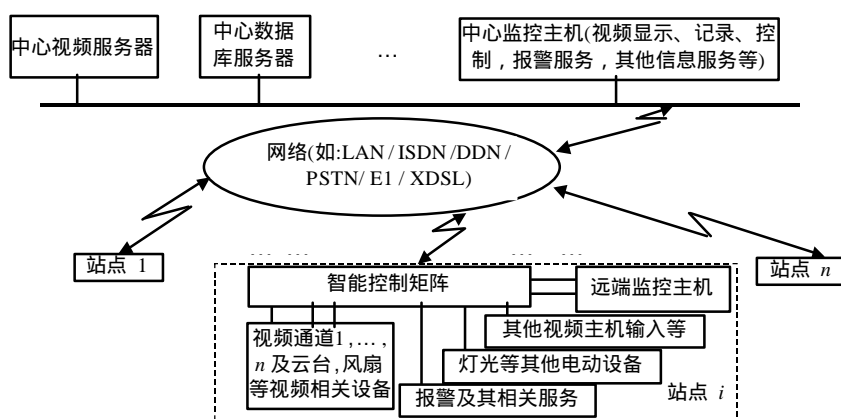 中心视频服务器
中心数据
库服务器
…
中心监控主机(视频显示、记录、控
制，报警服务，其他信息服务等)
网络(如:LAN / ISDN /DDN /
PSTN/ E1 / XDSL)
站点 1
… …
… …
站点 n
智能控制矩阵
远端监控主机
视频通道1，…，
n 及云台,风扇
等视频相关设备
其他视频主机输入等
灯光等其他电动设备
报警及其相关服务
站点 i